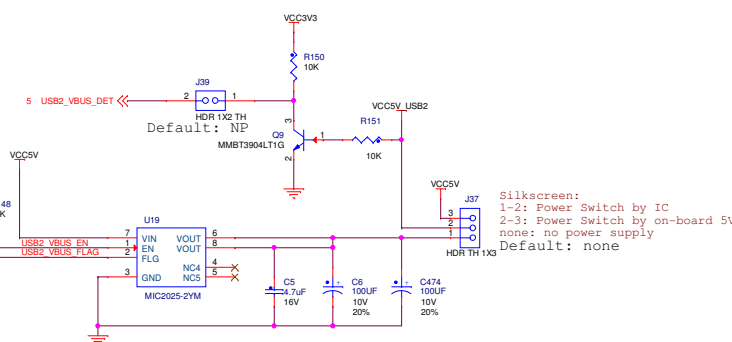 VCC3V3
R150
10K
J39
5 USB2_VBUS_DET
2
1
HDR 1X2 TH
Default: NP
VCC5V_USB2
R151
10K
3
Q9
1
MMBT3904LT1G
2
VCC5V
48
K
VCC5V
J37
3
2
1
HDR TH 1X3
Silkscreen:
1-2: Power Switch by IC
2-3: Power Switch by on-board 5V
none: no power supply
Default: none
U19
7 VIN VOUT 6
USB2_VBUS_EN 1 EN VOUT 8
USB2_VBUS_FLAG 2 FLG
NC4 4
3 GND NC5 5
MIC2025-2YM
C5
4.7uF
16V
C6
100UF
10V
20%
C474
100UF
10V
20%